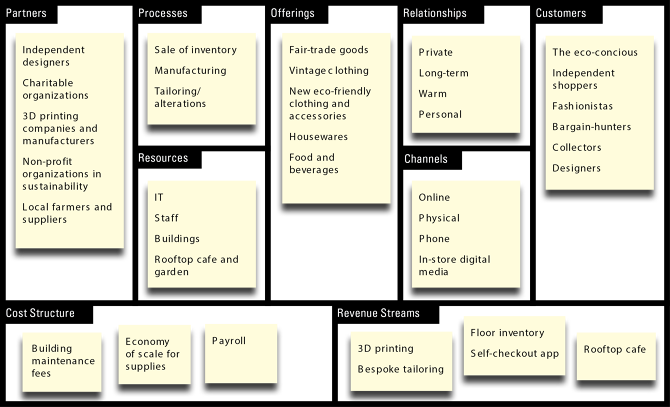 Partners
Independent
designers
Charitable
organizations
3D printing
companies and
manufacturers
Non-profit
organizations in
sustainability
Local farmers and
suppliers
Processes
Sale of inventory
Manufacturing
Tailoring/
alterations
Resources
IT
Staff
Buildings
Rooftop cafe and
garden
Offerings
Fair-trade goods
Vintage clothing
New eco-friendly
clothing and
accessories
Housewares
Food and
beverages
Relationships
Private
Long-term
Warm
Personal
Channels
Online
Physical
Phone
In-store digital
media
Customers
The eco-concious
Independent
shoppers
Fashionistas
Bargain-hunters
Collectors
Designers
Cost Structure
Building
maintenance
fees
Economy
of scale for
supplies
Payroll
Revenue Streams
3D printing
Bespoke tailoring
Floor inventory
Self-checkout app
Rooftop cafe